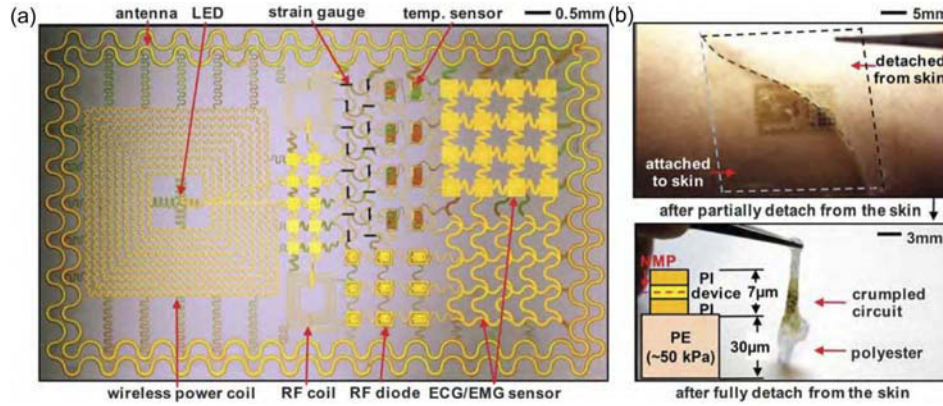 (a)
antenna
LED
strain gauge
temp. sensor
0.5mm
wireless power coil
RF coil
RF diode
ECG/EMG sensor
(b)
5mm
detached
from skin
attached
to skin
after partially detach from the skin
3mm
NMP
PI
device
PI
7μm
PE
(~50 kPa)
30μm
crumpled
circuit
polyester
after fully detach from the skin